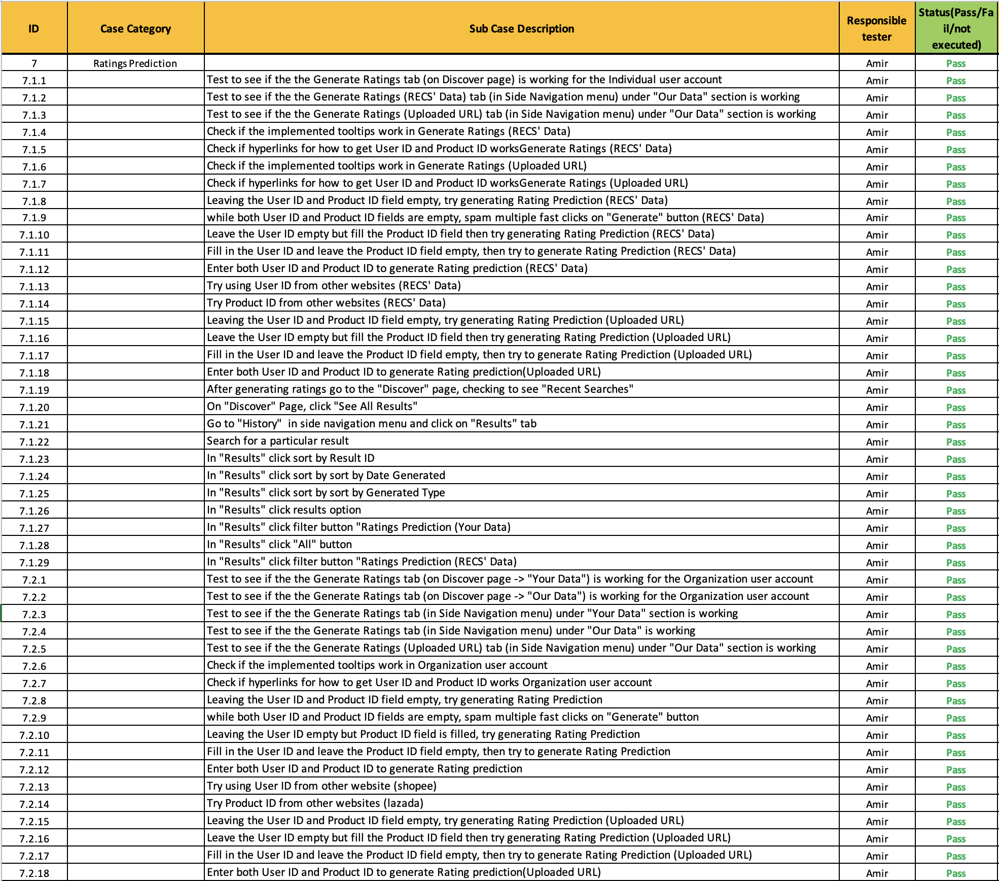 ID Case Category Sub Case Description Responsible tester Status(Pass/Fail/not executed)
7 Ratings Prediction Amir Pass
7.1.1 Test to see if the the Generate Ratings tab (on Discover page) is working for the Individual user account Amir Pass
7.1.2 Test to see if the the Generate Ratings (RECS' Data) tab (in Side Navigation menu) under "Our Data" section is working Amir Pass
7.1.3 Test to see if the the Generate Ratings (Uploaded URL) tab (in Side Navigation menu) under "Our Data" section is working Amir Pass
7.1.4 Check if the implemented tooltips work in Generate Ratings (RECS' Data) Amir Pass
7.1.5 Check if hyperlinks for how to get User ID and Product ID worksGenerate Ratings (RECS' Data) Amir Pass
7.1.6 Check if the implemented tooltips work in Generate Ratings (Uploaded URL) Amir Pass
7.1.7 Check if hyperlinks for how to get User ID and Product ID worksGenerate Ratings (Uploaded URL) Amir Pass
7.1.8 Leaving the User ID and Product ID field empty, try generating Rating Prediction (RECS' Data) Amir Pass
7.1.9 while both User ID and Product ID fields are empty, spam multiple fast clicks on "Generate" button (RECS' Data) Amir Pass
7.1.10 Leave the User ID empty but fill the Product ID field then try generating Rating Prediction (RECS' Data) Amir Pass
7.1.11 Fill in the User ID and leave the Product ID field empty, then try to generate Rating Prediction (RECS' Data) Amir Pass
7.1.12 Enter both User ID and Product ID to generate Rating prediction (RECS' Data) Amir Pass
7.1.13 Try using User ID from other websites (RECS' Data) Amir Pass
7.1.14 Try Product ID from other websites (RECS' Data) Amir Pass
7.1.15 Leaving the User ID and Product ID field empty, try generating Rating Prediction (Uploaded URL) Amir Pass
7.1.16 Leave the User ID empty but fill the Product ID field then try generating Rating Prediction (Uploaded URL) Amir Pass
7.1.17 Fill in the User ID and leave the Product ID field empty, then try to generate Rating Prediction (Uploaded URL) Amir Pass
7.1.18 Enter both User ID and Product ID to generate Rating prediction(Uploaded URL) Amir Pass
7.1.19 After generating ratings go to the "Discover" page, checking to see "Recent Searches" Amir Pass
7.1.20 On "Discover" Page, click "See All Results" Amir Pass
7.1.21 Go to "History"  in side navigation menu and click on "Results" tab Amir Pass
7.1.22 Search for a particular result Amir Pass
7.1.23 In "Results" click sort by Result ID Amir Pass
7.1.24 In "Results" click sort by sort by Date Generated Amir Pass
7.1.25 In "Results" click sort by sort by Generated Type Amir Pass
7.1.26 In "Results" click results option Amir Pass
7.1.27 In "Results" click filter button "Ratings Prediction (Your Data) Amir Pass
7.1.28 In "Results" click "All" button Amir Pass
7.1.29 In "Results" click filter button "Ratings Prediction (RECS' Data) Amir Pass
7.2.1 Test to see if the the Generate Ratings tab (on Discover page -> "Your Data") is working for the Organization user account Amir Pass
7.2.2 Test to see if the the Generate Ratings tab (on Discover page -> "Our Data") is working for the Organization user account Amir Pass
7.2.3 Test to see if the the Generate Ratings tab (in Side Navigation menu) under "Your Data" section is working Amir Pass
7.2.4 Test to see if the the Generate Ratings tab (in Side Navigation menu) under "Our Data" is working Amir Pass
7.2.5 Test to see if the the Generate Ratings (Uploaded URL) tab (in Side Navigation menu) under "Our Data" section is working Amir Pass
7.2.6 Check if the implemented tooltips work in Organization user account Amir Pass
7.2.7 Check if hyperlinks for how to get User ID and Product ID works Organization user account Amir Pass
7.2.8 Leaving the User ID and Product ID field empty, try generating Rating Prediction Amir Pass
7.2.9 while both User ID and Product ID fields are empty, spam multiple fast clicks on "Generate" button Amir Pass
7.2.10 Leaving the User ID empty but Product ID field is filled, try generating Rating Prediction Amir Pass
7.2.11 Fill in the User ID and leave the Product ID field empty, then try to generate Rating Prediction Amir Pass
7.2.12 Enter both User ID and Product ID to generate Rating prediction Amir Pass
7.2.13 Try using User ID from other website (shopee) Amir Pass
7.2.14 Try Product ID from other websites (lazada) Amir Pass
7.2.15 Leaving the User ID and Product ID field empty, try generating Rating Prediction (Uploaded URL) Amir Pass
7.2.16 Leave the User ID empty but fill the Product ID field then try generating Rating Prediction (Uploaded URL) Amir Pass
7.2.17 Fill in the User ID and leave the Product ID field empty, then try to generate Rating Prediction (Uploaded URL) Amir Pass
7.2.18 Enter both User ID and Product ID to generate Rating prediction(Uploaded URL) Amir Pass